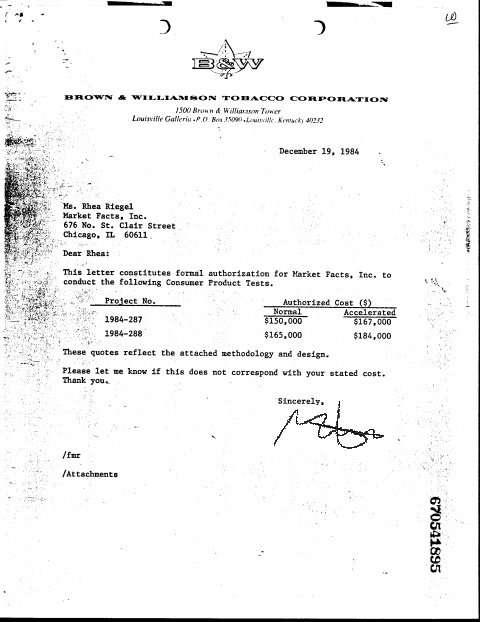 B&W
BROWN & WILLIAMSON TOBACCO CORPORATION
1500 Brown & Williamson Tower
Louisville Galleria • P.O. Box 35090 • Louisville, Kentucky 40232
December 19, 1984
Ms. Rhea Riegel
Market Facts, Inc.
676 No. St. Clair Street
Chicago, IL 60611
Dear Rhea:
This letter constitutes formal authorization for Market Facts, Inc. to
conduct the following Consumer Product Tests.
Project No. Authorized Cost ($)
Normal Accelerated
1984-287 $150,000 $167,000
1984-288 $165,000 $184,000
These quotes reflect the attached methodology and design.
Please let me know if this does not correspond with your stated cost.
Thank you.
Sincerely,
/fmr
/Attachments
670541895